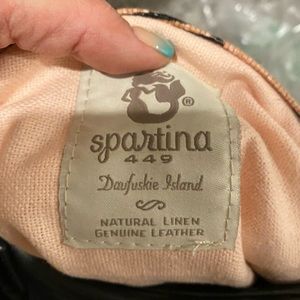 ®
spartina
449
Daufuskie Island
NATURAL LINEN
GENUINE LEATHER